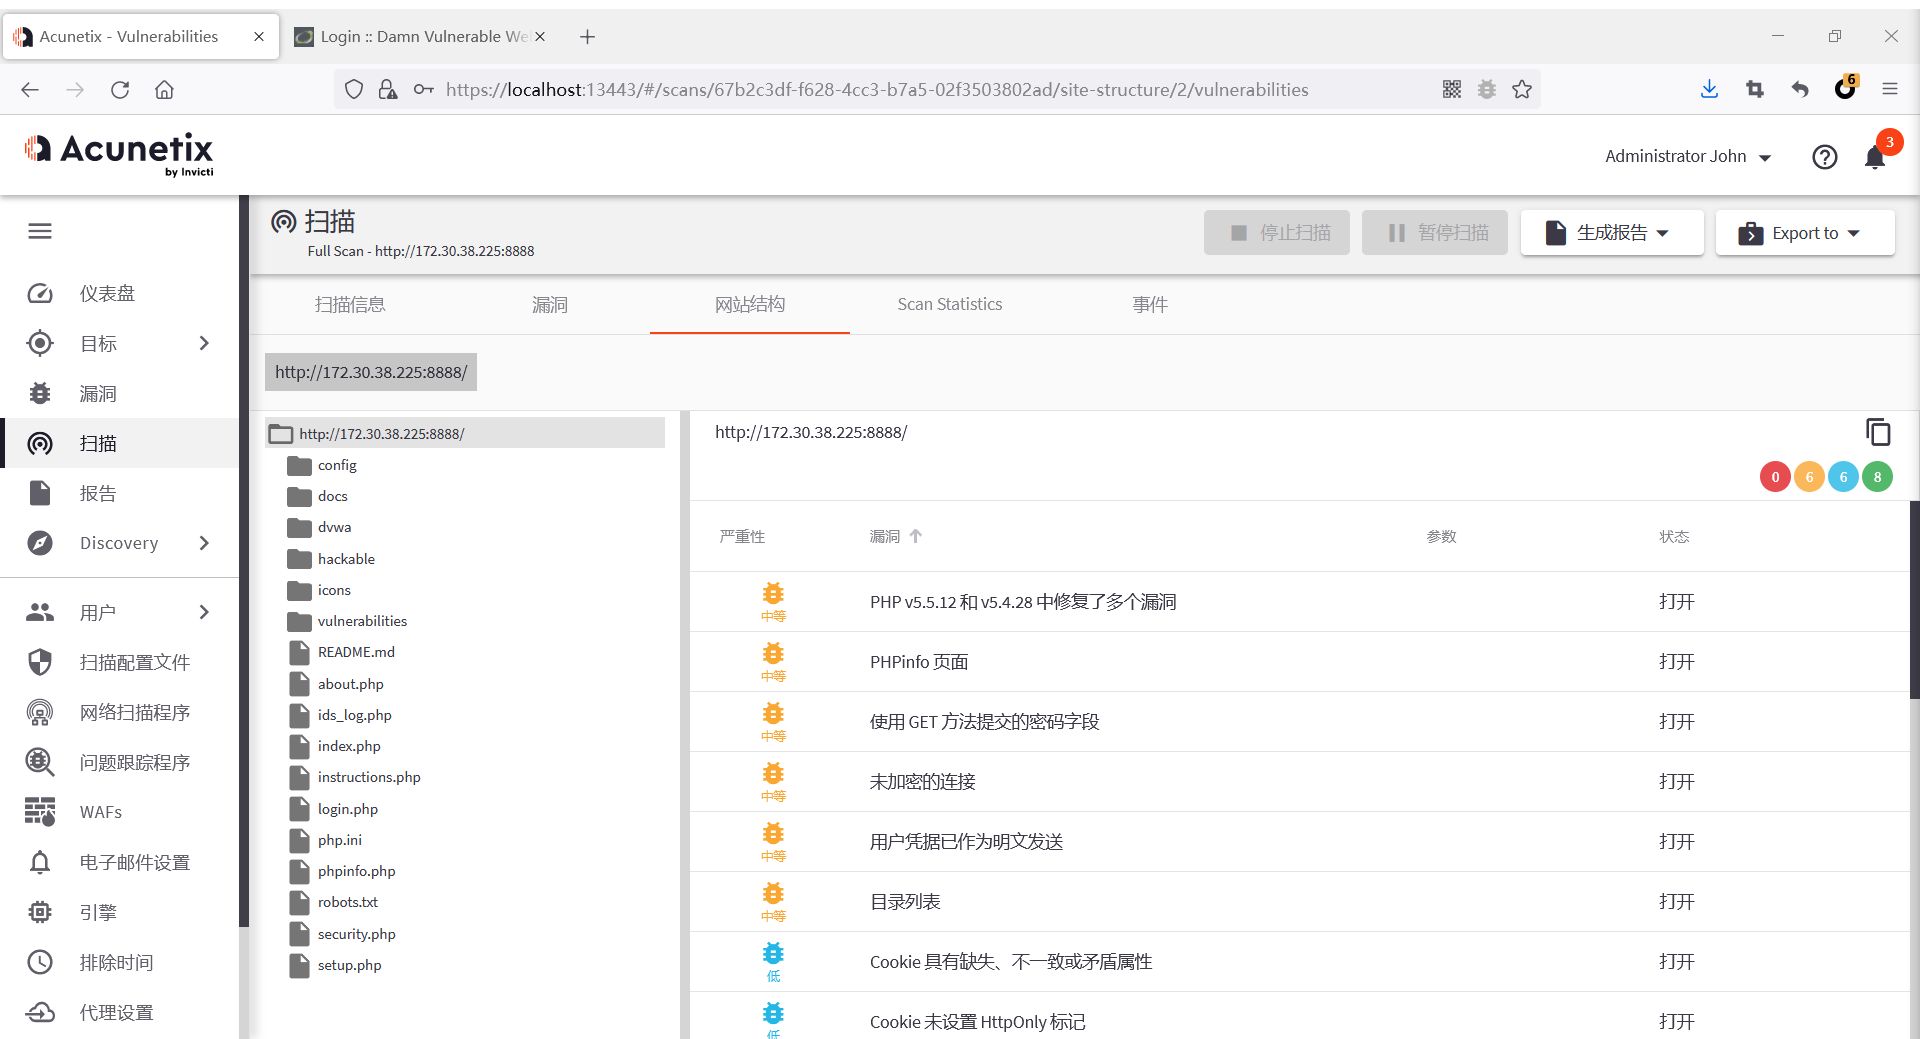 Acunetix - Vulnerabilities
Login :: Damn Vulnerable We
https://localhost:13443/#/scans/67b2c3df-f628-4cc3-b7a5-02f3503802ad/site-structure/2/vulnerabilities
6
Acunetix
by Invicti
Administrator John
3
扫描
Full Scan - http://172.30.38.225:8888
停止扫描
暂停扫描
生成报告
Export to
仪表盘
目标
漏洞
扫描
报告
Discovery
用户
扫描配置文件
网络扫描程序
问题跟踪程序
WAFs
电子邮件设置
引擎
排除时间
代理设置
扫描信息
漏洞
网站结构
Scan Statistics
事件
http://172.30.38.225:8888/
http://172.30.38.225:8888/
config
docs
dvwa
hackable
icons
vulnerabilities
README.md
about.php
ids_log.php
index.php
instructions.php
login.php
php.ini
phpinfo.php
robots.txt
security.php
setup.php
http://172.30.38.225:8888/
0 6 6 8
严重性 漏洞 参数 状态
中等 PHP v5.5.12 和 v5.4.28 中修复了多个漏洞 打开
中等 PHPinfo 页面 打开
中等 使用 GET 方法提交的密码字段 打开
中等 未加密的连接 打开
中等 用户凭据已作为明文发送 打开
中等 目录列表 打开
低 Cookie 具有缺失、不一致或矛盾属性 打开
低 Cookie 未设置 HttpOnly 标记 打开